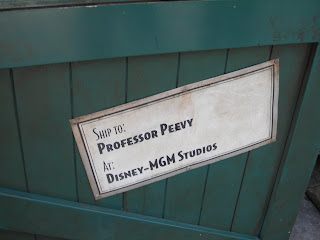 Ship to:
Professor Peevy
At:
Disney-MGM Studios